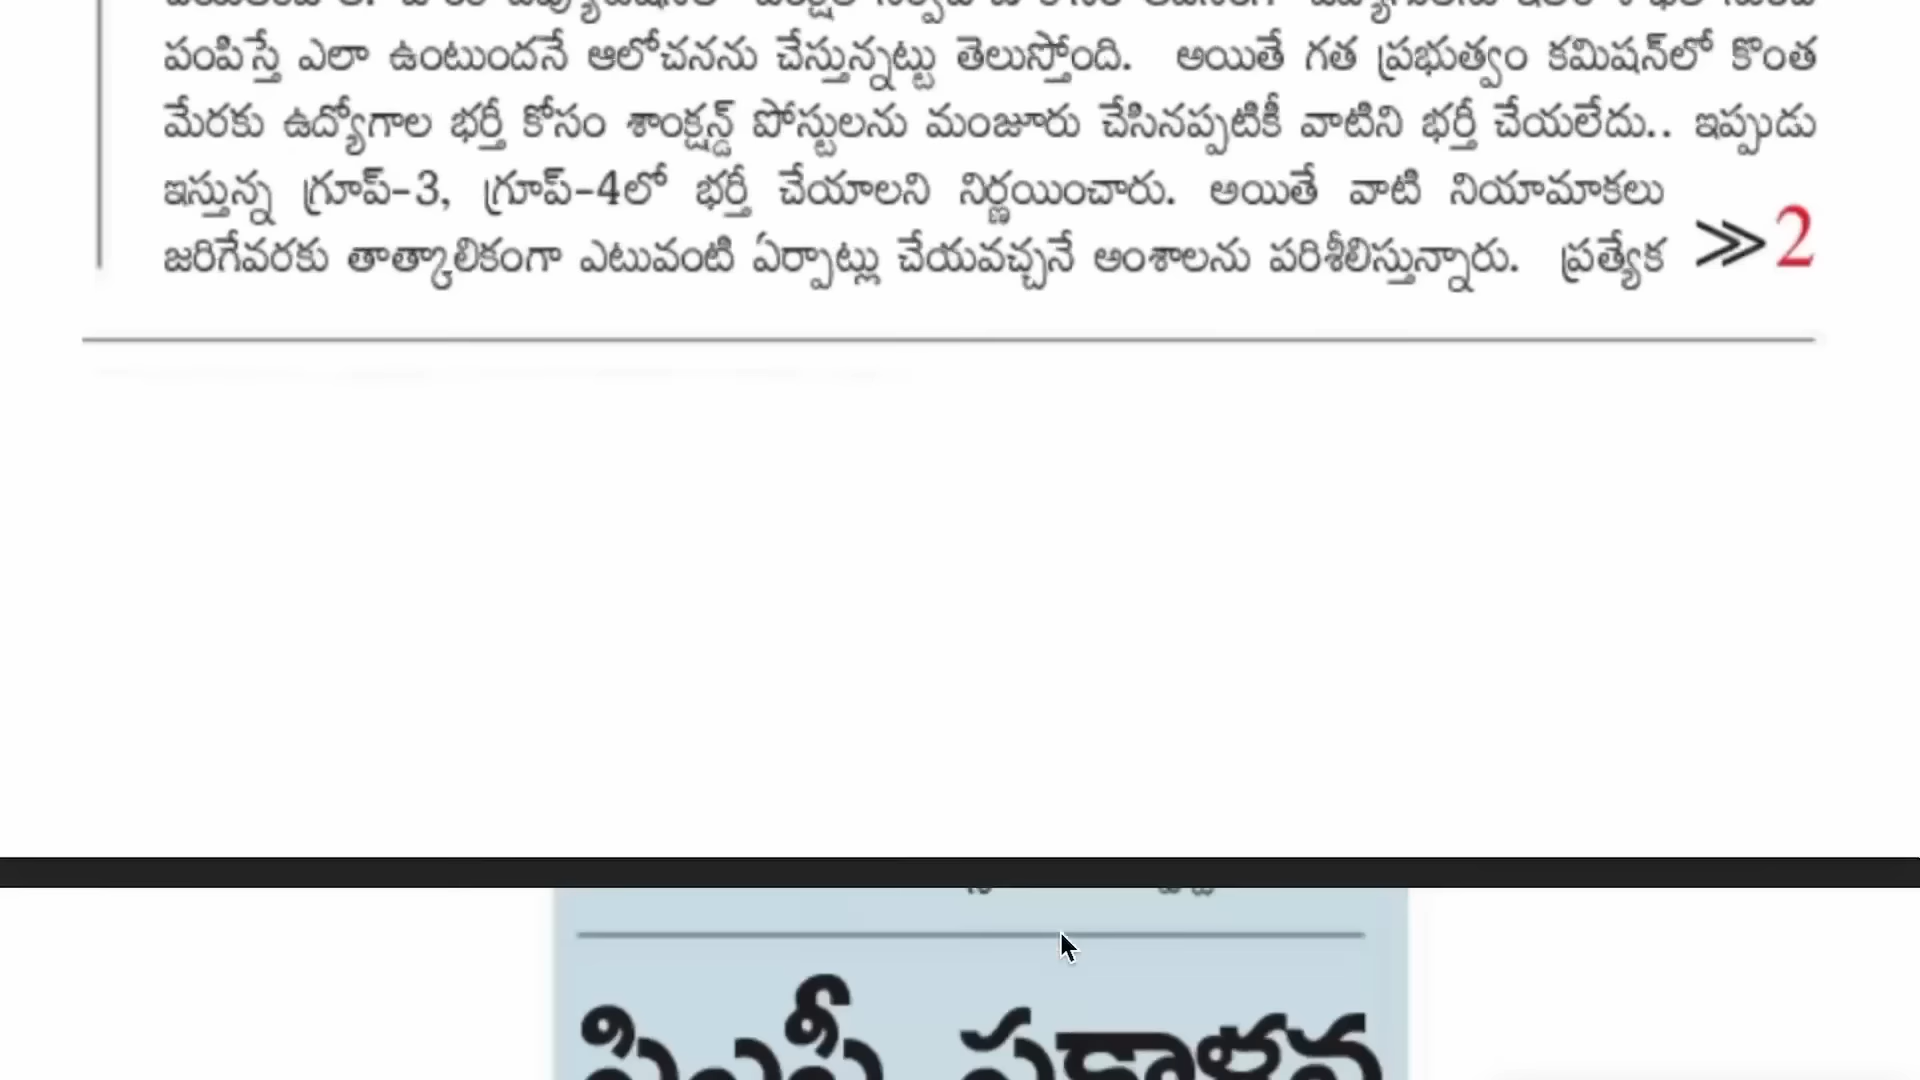 పంపిస్తే ఎలా ఉంటుందనే ఆలోచనను చేస్తున్నట్టు తెలుస్తోంది. అయితే గత ప్రభుత్వం కమిషన్‌లో కొంత
మేరకు ఉద్యోగాల భర్తీ కోసం శాంక్షన్డ్ పోస్టులను మంజూరు చేసినప్పటికీ వాటిని భర్తీ చేయలేదు.. ఇప్పుడు
ఇస్తున్న గ్రూప్-3, గ్రూప్-4లో భర్తీ చేయాలని నిర్ణయించారు. అయితే వాటి నియామాకలు
జరిగేవరకు తాత్కాలికంగా ఎటువంటి ఏర్పాట్లు చేయవచ్చనే అంశాలను పరిశీలిస్తున్నారు. ప్రత్యేక >>2